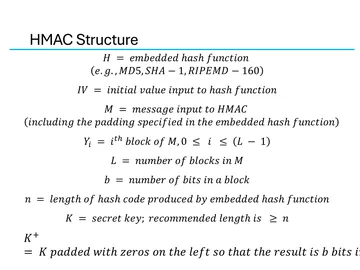 HMAC Structure
H = embedded hash function
(e.g., MD5, SHA − 1, RIPEMD − 160)
IV = initial value input to hash function
M = message input to HMAC
(including the padding specified in the embedded hash function)
Yᵢ = iᵗʰ block of M, 0 ≤ i ≤ (L − 1)
L = number of blocks in M
b = number of bits in a block
n = length of hash code produced by embedded hash function
K = secret key; recommended length is ≥ n
K⁺
= K padded with zeros on the left so that the result is b bits i